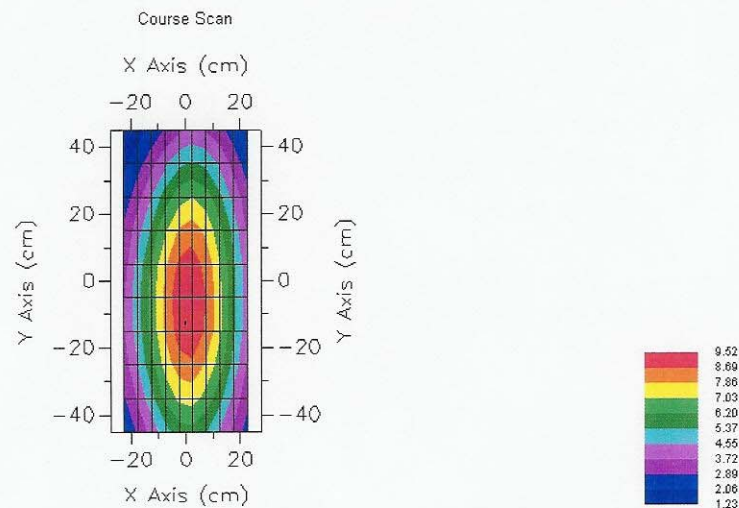 Course Scan
X Axis (cm)
−20 0 20
40 40
20 20
0 0
−20 −20
−40 −40
Y Axis (cm)
Y Axis (cm)
−20 0 20
X Axis (cm)
9.52
8.69
7.86
7.03
6.20
5.37
4.55
3.72
2.89
2.06
1.23